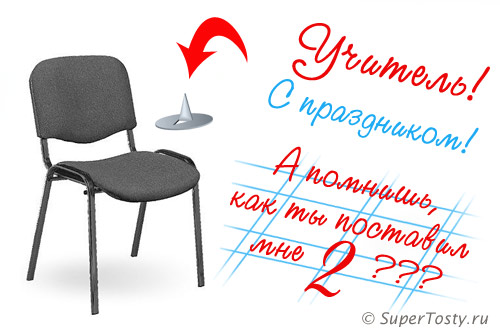 Учитель!
С праздником!
А помнишь,
как ты поставил
мне 2 ???
© SuperTosty.ru